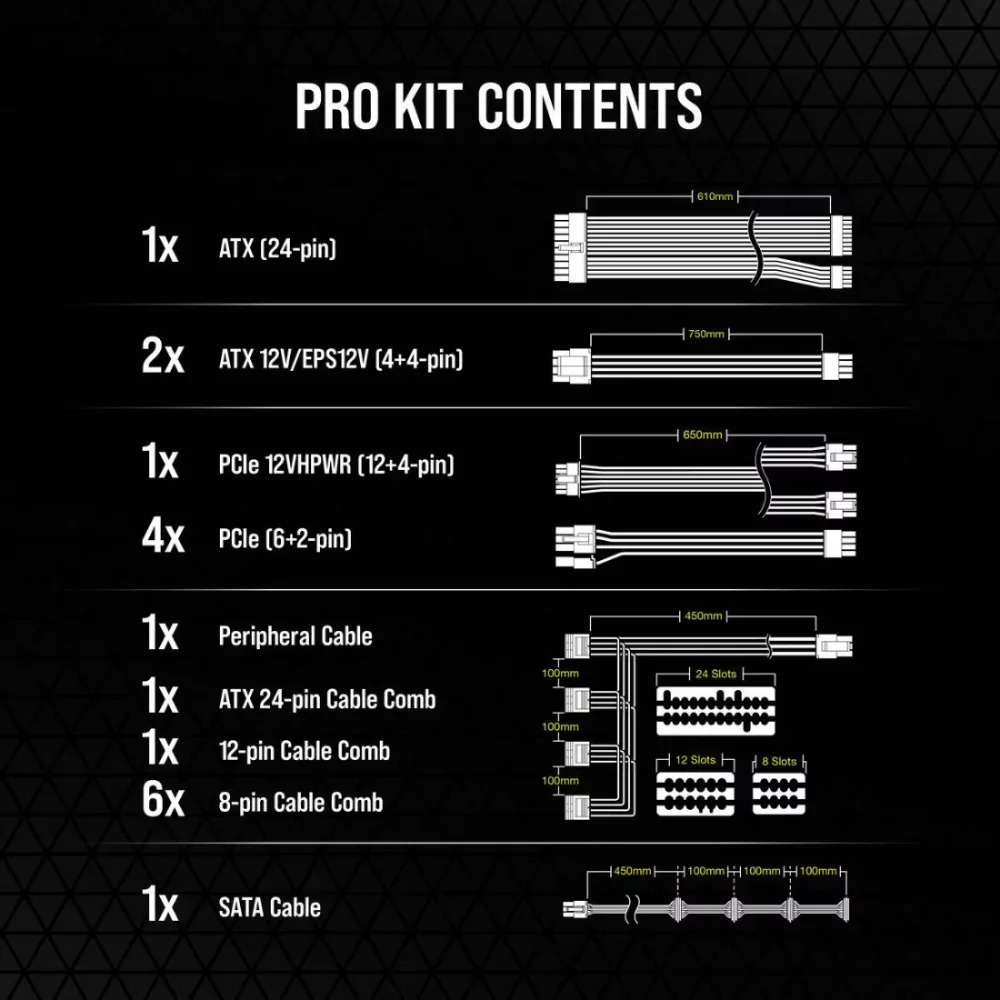 PRO KIT CONTENTS
610mm
1x ATX (24-pin)
750mm
2x ATX 12V/EPS12V (4+4-pin)
650mm
1x PCIe 12VHPWR (12+4-pin)
4x PCIe (6+2-pin)
450mm
1x Peripheral Cable
100mm
24 Slots
1x ATX 24-pin Cable Comb
100mm
1x 12-pin Cable Comb
12 Slots
8 Slots
100mm
6x 8-pin Cable Comb
450mm 100mm 100mm 100mm
1x SATA Cable